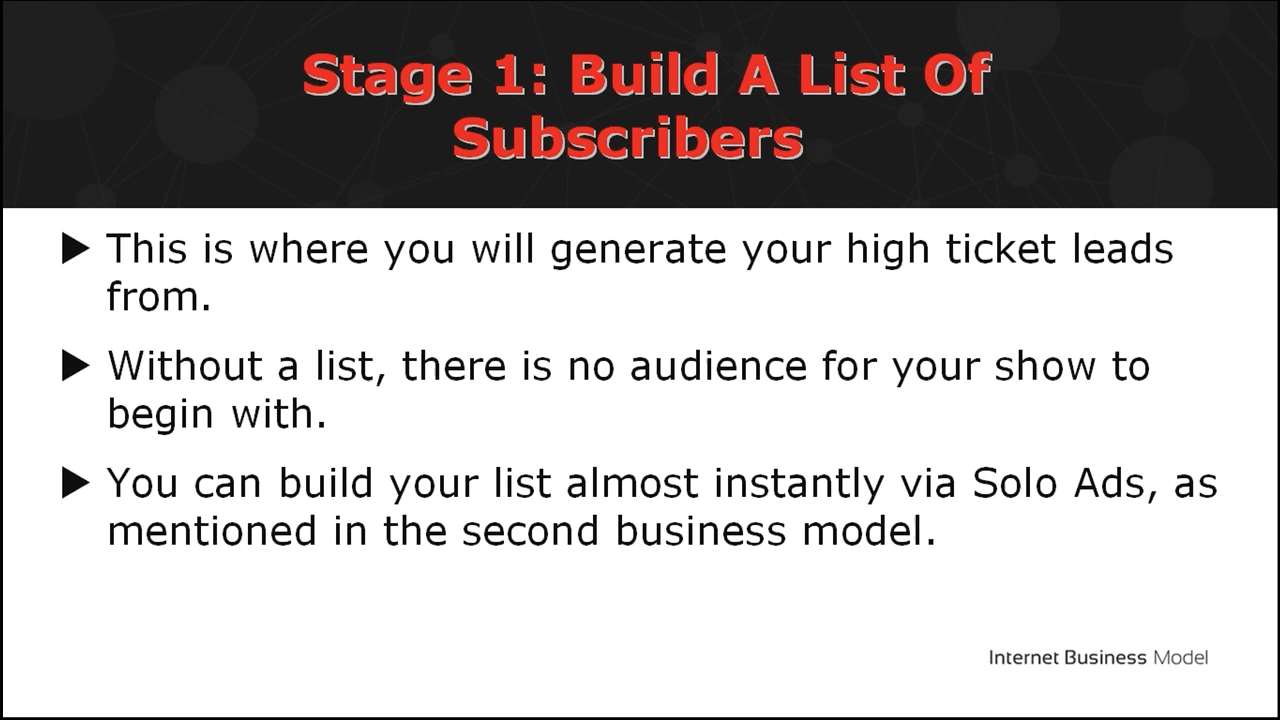 Stage 1: Build A List Of
Subscribers
This is where you will generate your high ticket leads
from.
Without a list, there is no audience for your show to
begin with.
You can build your list almost instantly via Solo Ads, as
mentioned in the second business model.
Internet Business Model